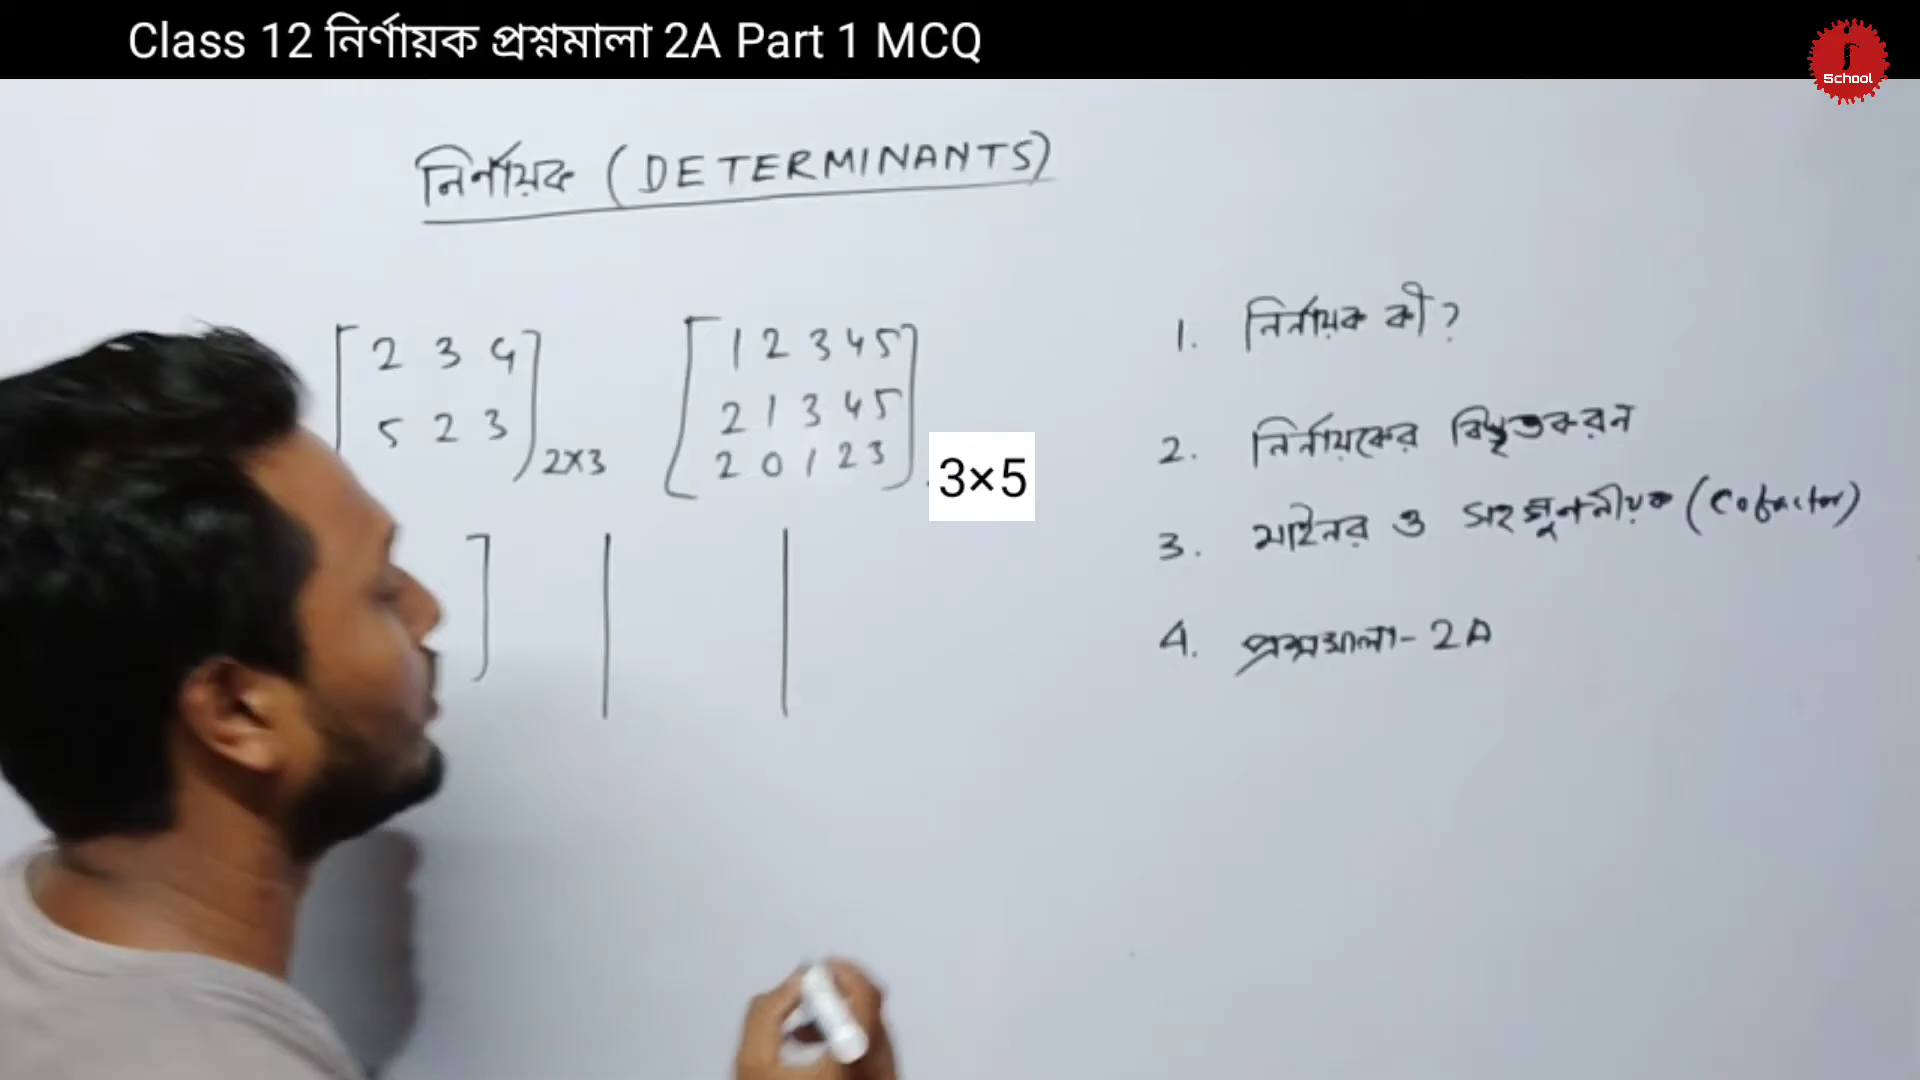 Class 12 নির্ণায়ক প্রশ্নমালা 2A Part 1 MCQ
School
নির্ণায়ক (DETERMINANTS)
2 3 4
5 2 3
2×3
1 2 3 4 5
2 1 3 4 5
2 0 1 2 3
3×5
1. নির্নায়ক কী?
2. নির্নায়কের বিস্তৃতকরন
3. মাইনর ও সহগুননীয়ক (Cofactor)
4. প্রশ্নমালা - 2A